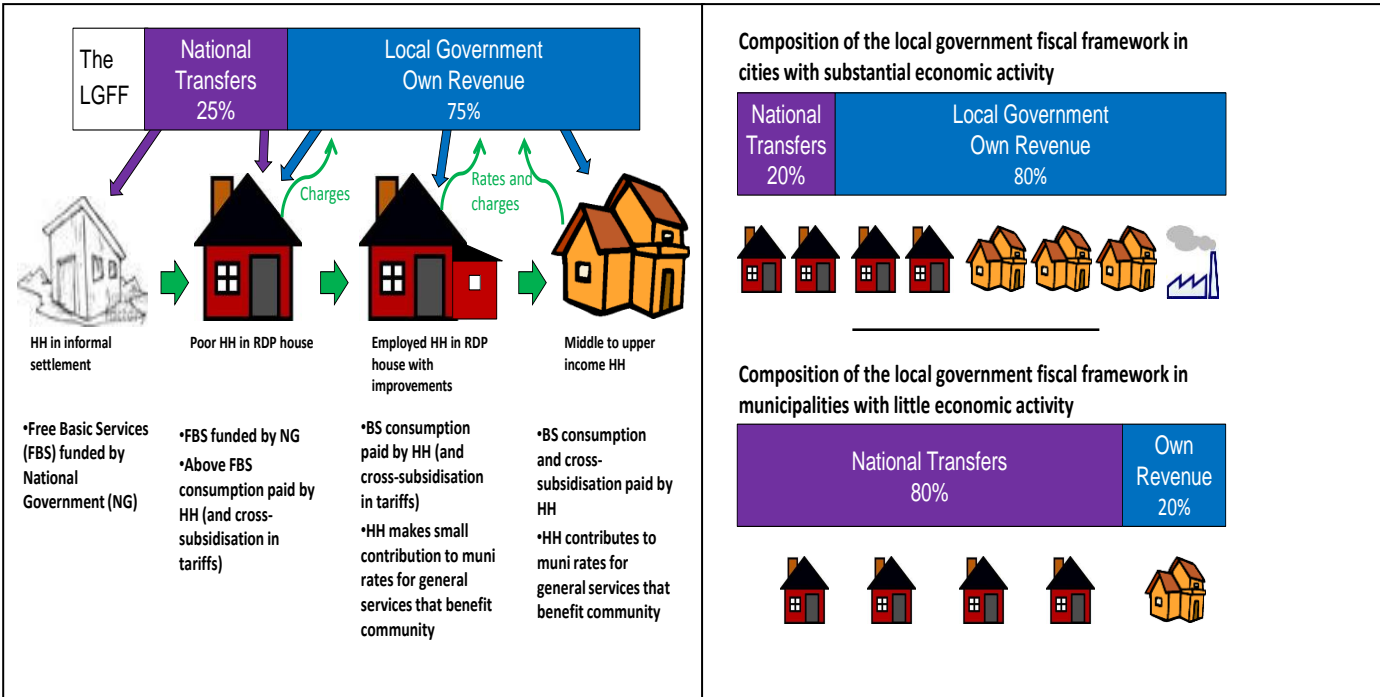 The
LGFF
National
Transfers
25%
Local Government
Own Revenue
75%
Charges
Rates and
charges
HH in informal
settlement
Poor HH in RDP house
Employed HH in RDP
house with
improvements
Middle to upper
income HH
•Free Basic Services
(FBS) funded by
National
Government (NG)
•FBS funded by NG
•Above FBS
consumption paid by
HH (and cross-
subsidisation in
tariffs)
•BS consumption
paid by HH (and
cross-subsidisation
in tariffs)
•HH makes small
contribution to muni
rates for general
services that benefit
community
•BS consumption
and cross-
subsidisation paid by
HH
•HH contributes to
muni rates for
general services that
benefit community
Composition of the local government fiscal framework in
cities with substantial economic activity
National
Transfers
20%
Local Government
Own Revenue
80%
Composition of the local government fiscal framework in
municipalities with little economic activity
National Transfers
80%
Own
Revenue
20%